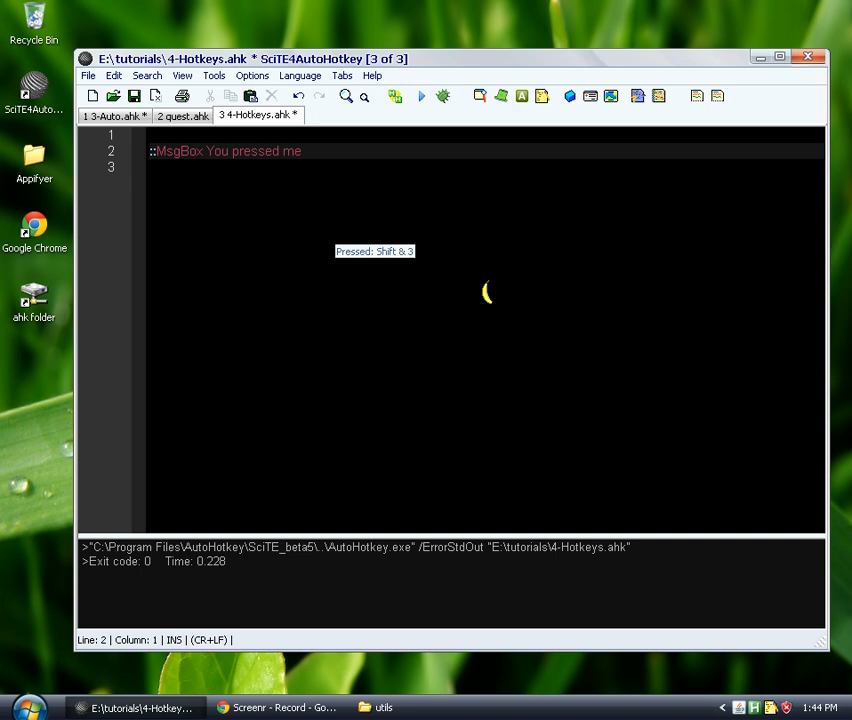 Recycle Bin
SciTE4Auto...
Appifyer
Google Chrome
ahk folder
E:\tutorials\4-Hotkeys.ahk * SciTE4AutoHotkey [3 of 3]
File Edit Search View Tools Options Language Tabs Help
1 3-Auto.ahk * 2 quest.ahk 3 4-Hotkeys.ahk *
1
2 ::MsgBox You pressed me
3
Pressed: Shift & 3
>"C:\Program Files\AutoHotkey\SciTE_beta5\..\AutoHotkey.exe" /ErrorStdOut "E:\tutorials\4-Hotkeys.ahk"
>Exit code: 0 Time: 0.228
Line: 2 | Column: 1 | INS | (CR+LF) |
E:\tutorials\4-Hotkey... Screenr - Record - Go... utils 1:44 PM